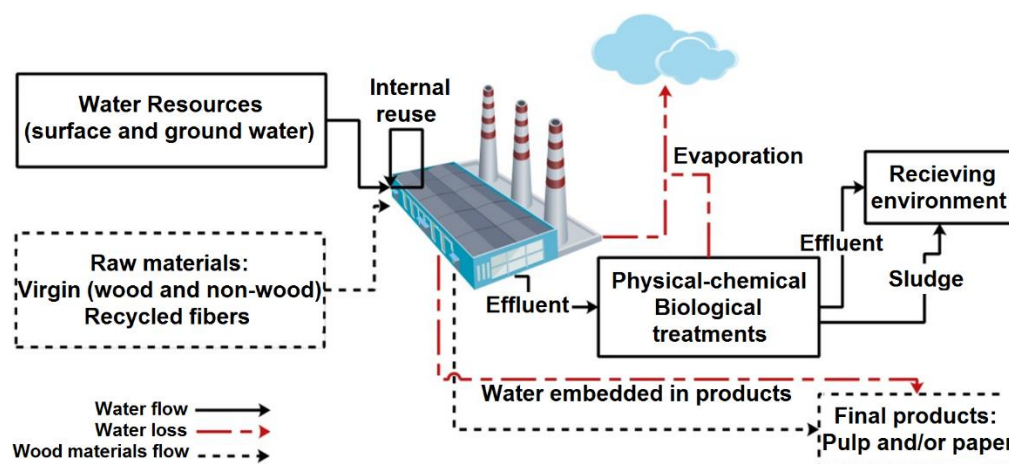 Water Resources
(surface and ground water)
Internal
reuse
Evaporation
Recieving
environment
Raw materials:
Virgin (wood and non-wood)
Recycled fibers
Effluent
Physical-chemical
Biological
treatments
Effluent
Sludge
Water embedded in products
Final products:
Pulp and/or paper
Water flow
Water loss
Wood materials flow